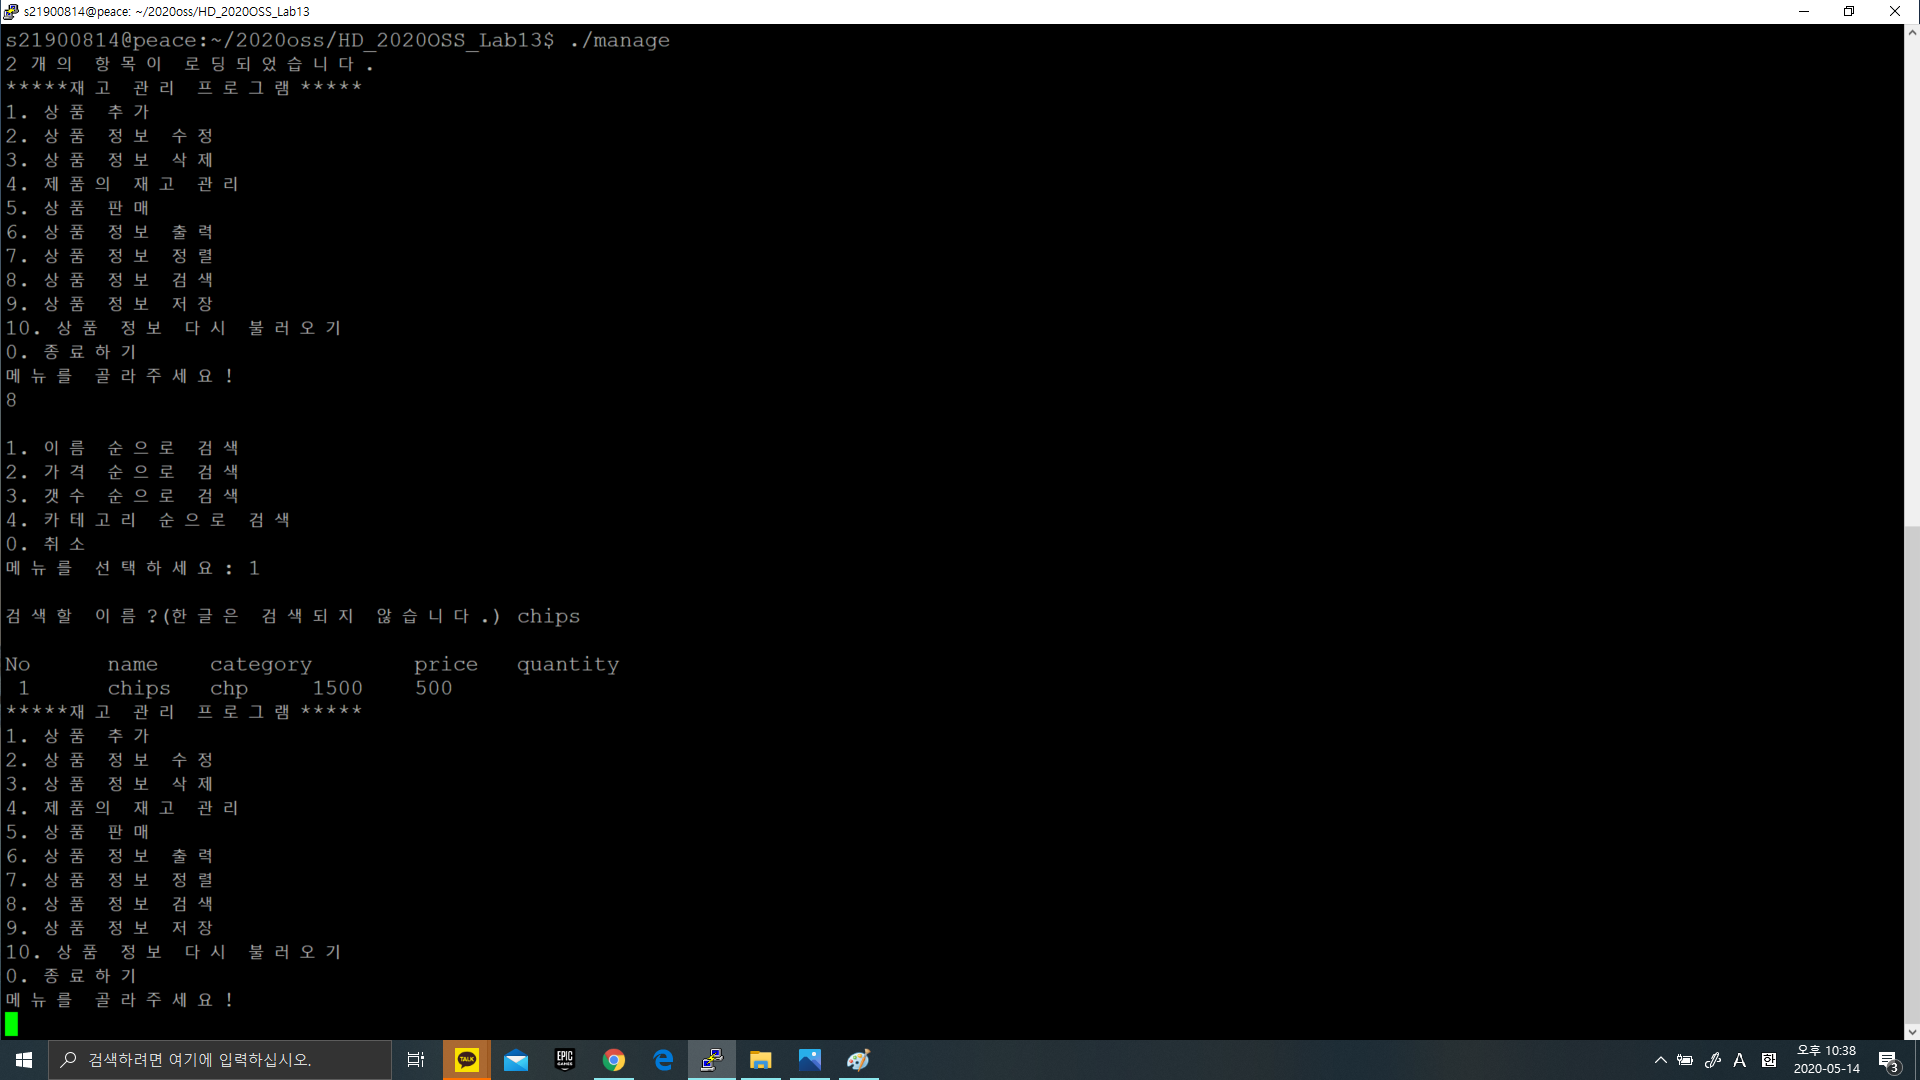 s21900814@peace: ~/2020oss/HD_2020OSS_Lab13
s21900814@peace:~/2020oss/HD_2020OSS_Lab13$ ./manage
2개의 항목이 로딩되었습니다.
*****재고 관리 프로그램*****
1. 상품 추가
2. 상품 정보 수정
3. 상품 정보 삭제
4. 제품의 재고 관리
5. 상품 판매
6. 상품 정보 출력
7. 상품 정보 정렬
8. 상품 정보 검색
9. 상품 정보 저장
10. 상품 정보 다시 불러오기
0. 종료하기
메뉴를 골라주세요!
8
1. 이름 순으로 검색
2. 가격 순으로 검색
3. 갯수 순으로 검색
4. 카테고리 순으로 검색
0. 취소
메뉴를 선택하세요: 1
검색할 이름?(한글은 검색되지 않습니다.) chips
No name category price quantity
1 chips chp 1500 500
*****재고 관리 프로그램*****
1. 상품 추가
2. 상품 정보 수정
3. 상품 정보 삭제
4. 제품의 재고 관리
5. 상품 판매
6. 상품 정보 출력
7. 상품 정보 정렬
8. 상품 정보 검색
9. 상품 정보 저장
10. 상품 정보 다시 불러오기
0. 종료하기
메뉴를 골라주세요!
검색하려면 여기에 입력하십시오.
TALK
EPIC GAMES
A 한
오후 10:38
2020-05-14
3